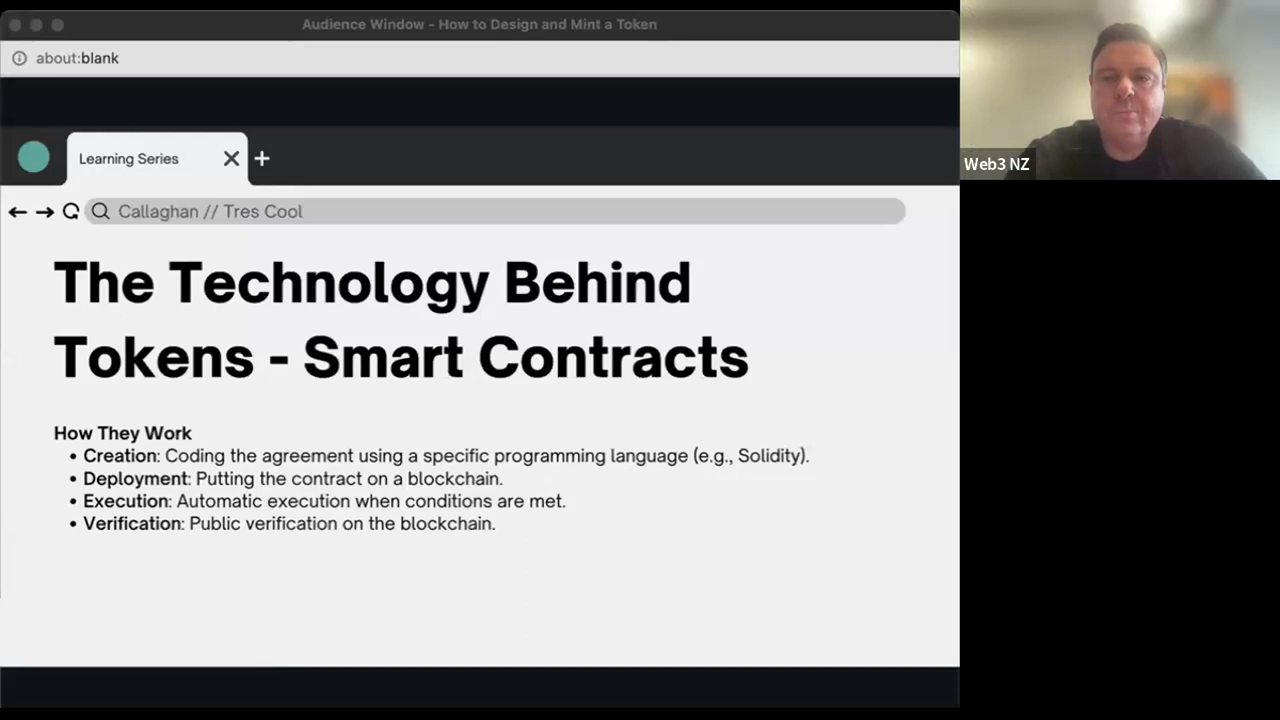 Audience Window - How to Design and Mint a Token
about:blank
Learning Series
Callaghan // Tres Cool
The Technology Behind
Tokens - Smart Contracts
How They Work
• Creation: Coding the agreement using a specific programming language (e.g., Solidity).
• Deployment: Putting the contract on a blockchain.
• Execution: Automatic execution when conditions are met.
• Verification: Public verification on the blockchain.
Web3 NZ